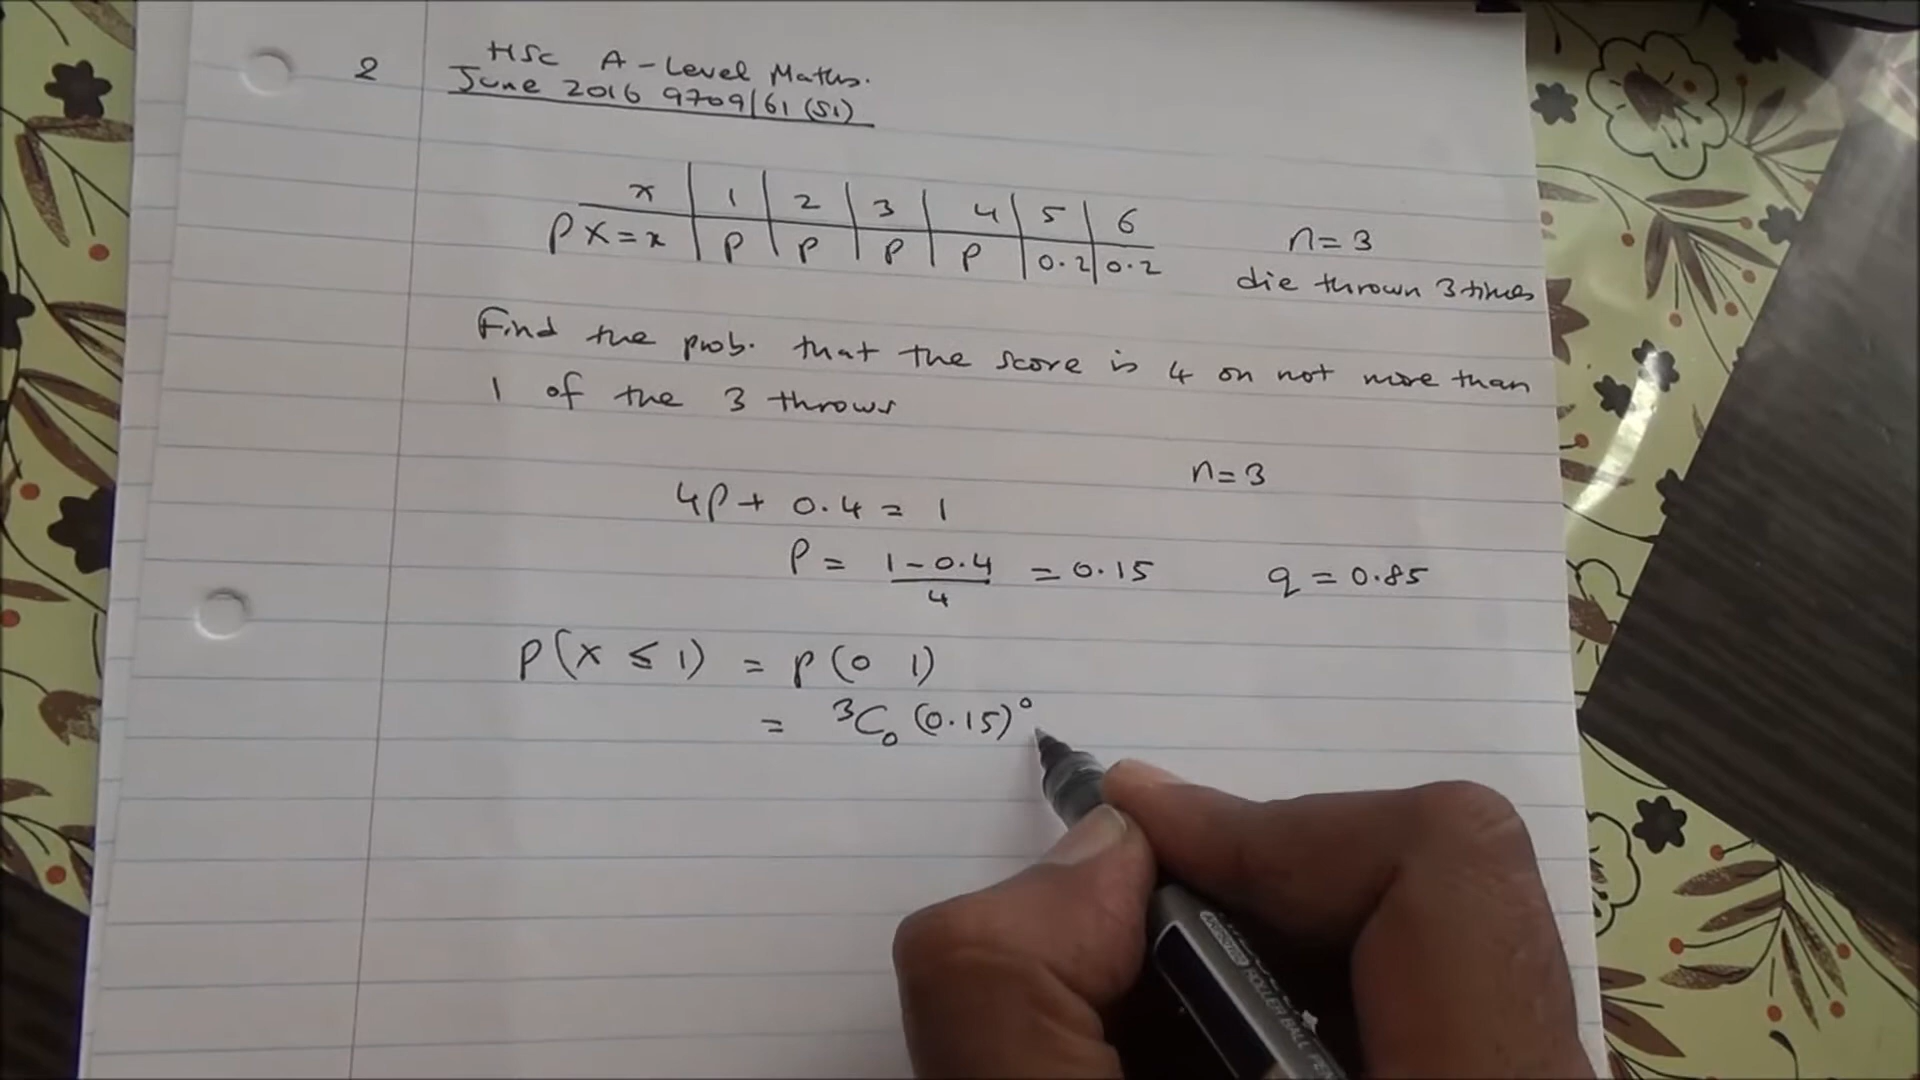 2
HSC A-Level Maths.
June 2016 9709/61 (S1)
x 1 2 3 4 5 6
P X=x P P P P 0.2 0.2
n=3
die thrown 3 times
Find the prob. that the score is 4 on not more than
1 of the 3 throws
n=3
4P + 0.4 = 1
P = 1-0.4 / 4 = 0.15
q = 0.85
P(X ≤ 1) = P(0 1)
= ³C₀ (0.15)⁰
ROLLER BALL PEN